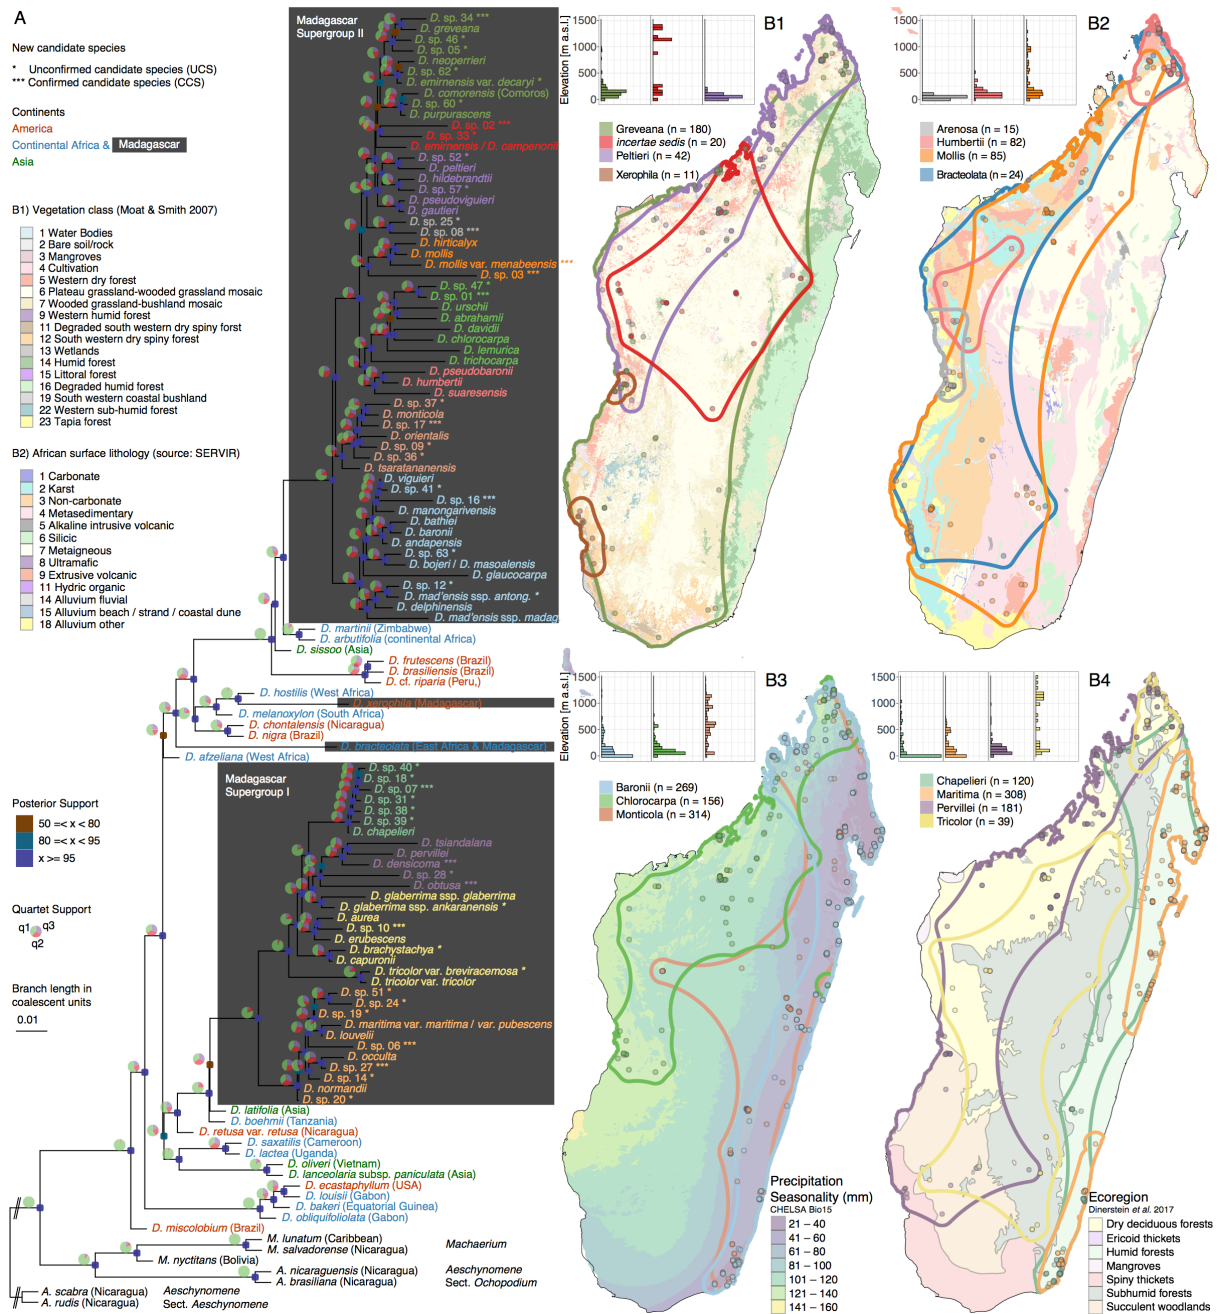 A
New candidate species
* Unconfirmed candidate species (UCS)
*** Confirmed candidate species (CCS)
Continents
America
Continental Africa & Madagascar
Asia
B1) Vegetation class (Moat & Smith 2007)
1 Water Bodies
2 Bare soil/rock
3 Mangroves
4 Cultivation
5 Western dry forest
6 Plateau grassland-wooded grassland mosaic
7 Wooded grassland-bushland mosaic
9 Western humid forest
11 Degraded south western dry spiny forst
12 South western dry spiny forest
13 Wetlands
14 Humid forest
15 Littoral forest
16 Degraded humid forest
19 South western coastal bushland
22 Western sub-humid forest
23 Tapia forest
B2) African surface lithology (source: SERVIR)
1 Carbonate
2 Karst
3 Non-carbonate
4 Metasedimentary
5 Alkaline intrusive volcanic
6 Silicic
7 Metaigneous
8 Ultramafic
9 Extrusive volcanic
11 Hydric organic
14 Alluvium fluvial
15 Alluvium beach / strand / coastal dune
18 Alluvium other
Posterior Support
50 =< x < 80
80 =< x < 95
x >= 95
Quartet Support
q1 q3
q2
Branch length in
coalescent units
0.01
Madagascar
Supergroup II
D. sp. 34 ***
D. greveana
D. sp. 46 *
D. sp. 05 *
D. neoperrieri
D. sp. 62 *
D. emirnensis var. decaryi *
D. comorensis (Comoros)
D. sp. 60 *
D. purpurascens
D. sp. 02 ***
D. sp. 33 *
D. emirnensis / D. campenonii
D. sp. 52 *
D. peltieri
D. hildebrandtii
D. sp. 57 *
D. pseudoviguieri
D. gautieri
D. sp. 25 *
D. sp. 08 ***
D. hirticalyx
D. mollis
D. mollis var. menabeensis ***
D. sp. 03 ***
D. sp. 47 *
D. sp. 01 ***
D. urschii
D. abrahamii
D. davidii
D. chlorocarpa
D. lemurica
D. trichocarpa
D. pseudobaronii
D. humbertii
D. suaresensis
D. sp. 37 *
D. monticola
D. sp. 17 ***
D. orientalis
D. sp. 09 *
D. sp. 36 *
D. tsaratananensis
D. viguieri
D. sp. 41 *
D. sp. 16 ***
D. manongarivensis
D. bathiei
D. baronii
D. andapensis
D. sp. 63 *
D. bojeri / D. masoalensis
D. glaucocarpa
D. sp. 12 *
D. mad'ensis ssp. antong. *
D. delphinensis
D. mad'ensis ssp. madag
D. martinii (Zimbabwe)
D. arbutifolia (continental Africa)
D. sissoo (Asia)
D. frutescens (Brazil)
D. brasiliensis (Brazil)
D. cf. riparia (Peru,)
D. hostilis (West Africa)
D. xerophila (Madagascar)
D. melanoxylon (South Africa)
D. chontalensis (Nicaragua)
D. nigra (Brazil)
D. bracteolata (East Africa & Madagascar)
D. afzeliana (West Africa)
Madagascar
Supergroup I
D. sp. 40 *
D. sp. 18 *
D. sp. 07 ***
D. sp. 31 *
D. sp. 38 *
D. sp. 39 *
D. chapelieri
D. tsiandalana
D. pervillei
D. densicoma ***
D. sp. 28 *
D. obtusa ***
D. glaberrima ssp. glaberrima
D. glaberrima ssp. ankaranensis *
D. aurea
D. sp. 10 ***
D. erubescens
D. brachystachya *
D. capuronii
D. tricolor var. breviracemosa *
D. tricolor var. tricolor
D. sp. 51 *
D. sp. 24 *
D. sp. 19 *
D. maritima var. maritima / var. pubescens
D. louvelii
D. sp. 06 ***
D. occulta
D. sp. 27 ***
D. sp. 14 *
D. normandii
D. sp. 20 *
D. latifolia (Asia)
D. boehmii (Tanzania)
D. retusa var. retusa (Nicaragua)
D. saxatilis (Cameroon)
D. lactea (Uganda)
D. oliveri (Vietnam)
D. lanceolaria subsp. paniculata (Asia)
D. ecastaphyllum (USA)
D. louisii (Gabon)
D. bakeri (Equatorial Guinea)
D. obliquifoliolata (Gabon)
D. miscolobium (Brazil)
M. lunatum (Caribbean)
M. salvadorense (Nicaragua)
Machaerium
M. nyctitans (Bolivia)
A. nicaraguensis (Nicaragua)
Aeschynomene
A. brasiliana (Nicaragua)
Sect. Ochopodium
A. scabra (Nicaragua)
Aeschynomene
A. rudis (Nicaragua)
Sect. Aeschynomene
B1
Elevation [m a.s.l.]
1500
1000
500
0
Greveana (n = 180)
incertae sedis (n = 20)
Peltieri (n = 42)
Xerophila (n = 11)
B2
1500
1000
500
0
Arenosa (n = 15)
Humbertii (n = 82)
Mollis (n = 85)
Bracteolata (n = 24)
B3
Elevation [m a.s.l.]
1500
1000
500
0
Baronii (n = 269)
Chlorocarpa (n = 156)
Monticola (n = 314)
Precipitation
Seasonality (mm)
CHELSA Bio15
21 – 40
41 – 60
61 – 80
81 – 100
101 – 120
121 – 140
141 – 160
B4
1500
1000
500
0
Chapelieri (n = 120)
Maritima (n = 308)
Pervillei (n = 181)
Tricolor (n = 39)
Ecoregion
Dinerstein et al. 2017
Dry deciduous forests
Ericoid thickets
Humid forests
Mangroves
Spiny thickets
Subhumid forests
Succulent woodlands